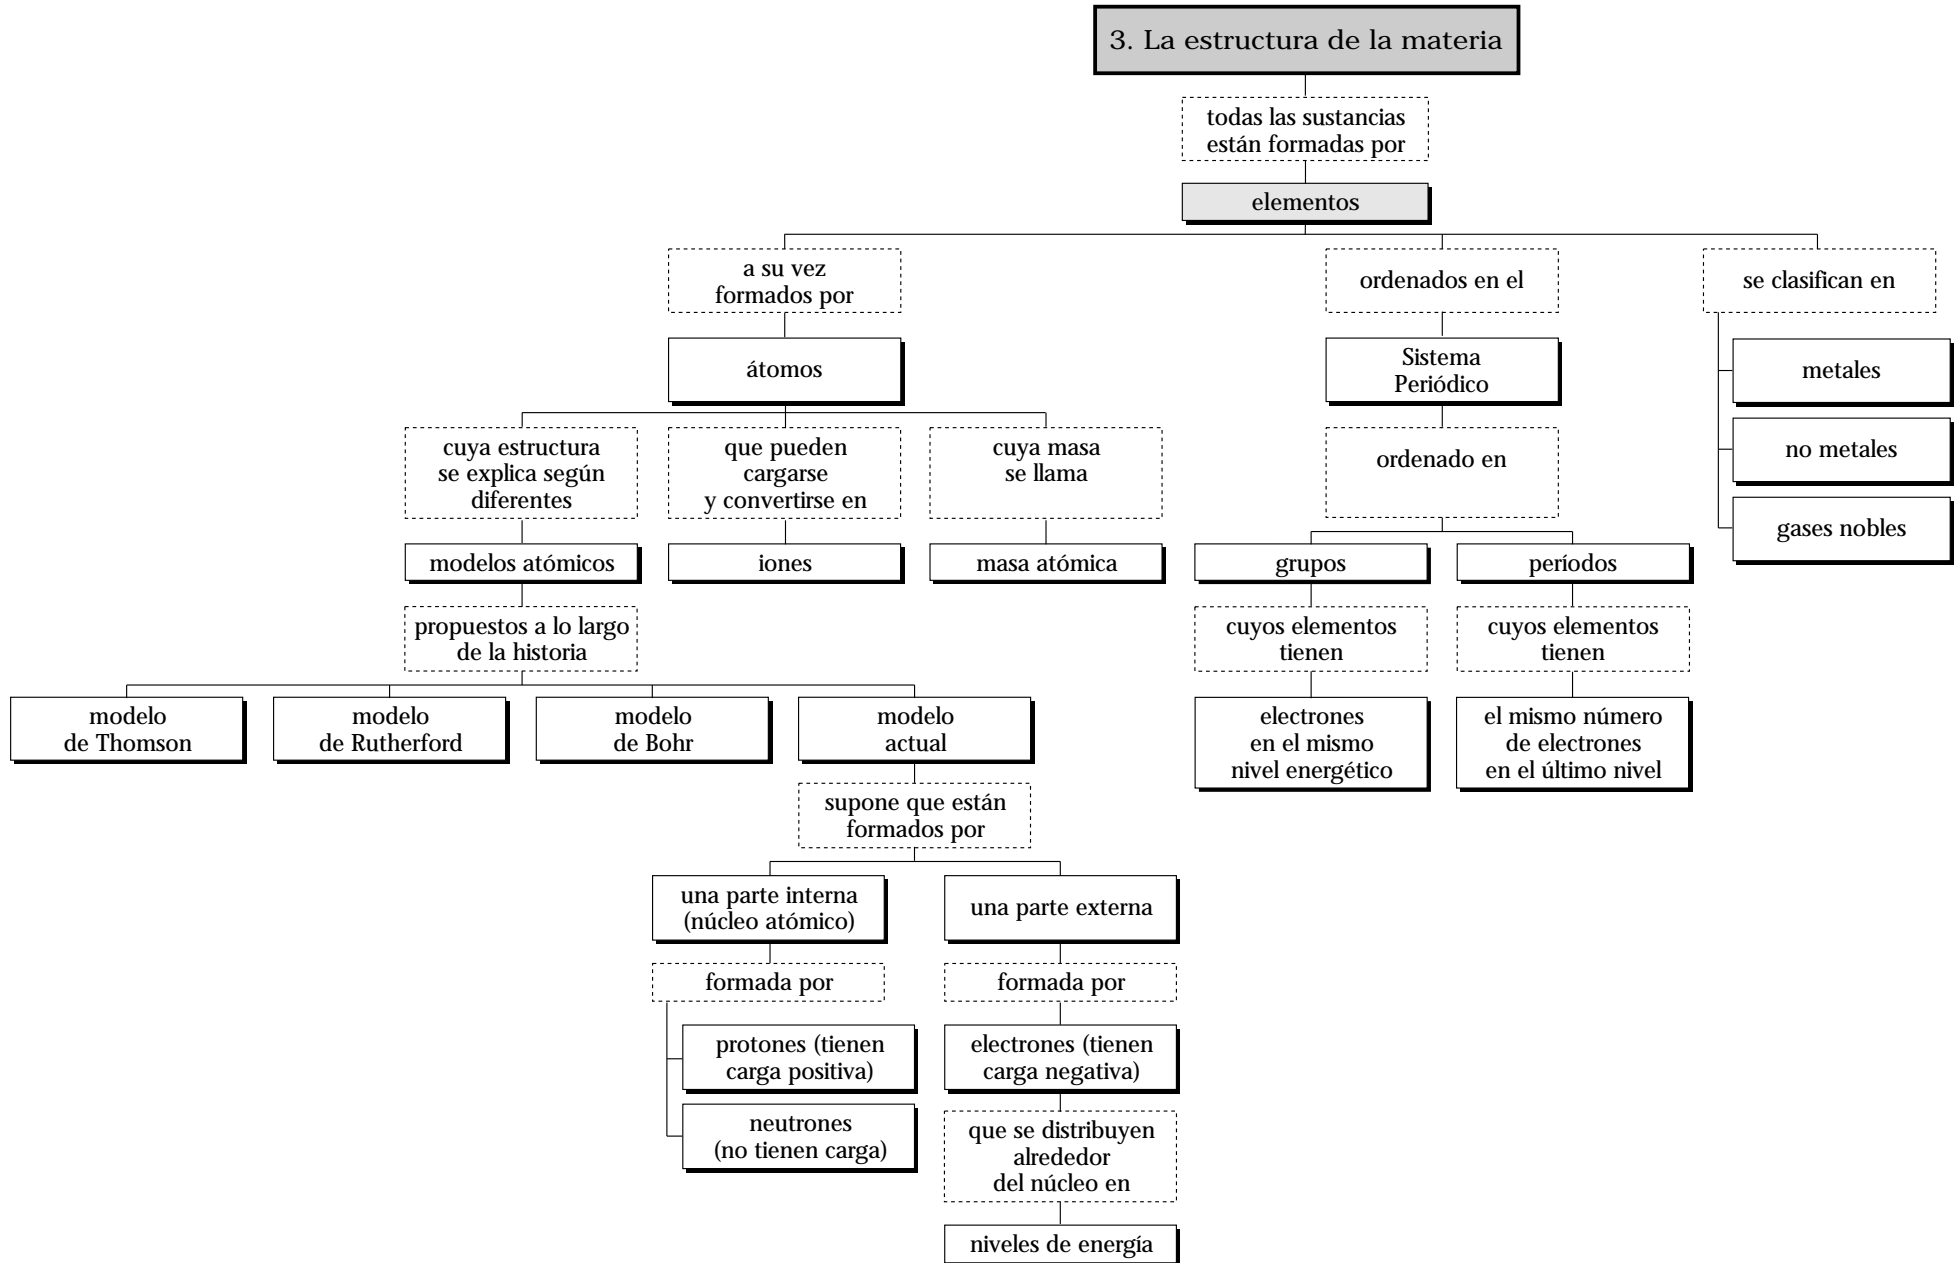 3. La estructura de la materia
todas las sustancias
están formadas por
elementos
a su vez
formados por
ordenados en el
se clasifican en
átomos
Sistema
Periódico
metales
no metales
gases nobles
cuya estructura
se explica según
diferentes
que pueden
cargarse
y convertirse en
cuya masa
se llama
ordenado en
modelos atómicos
iones
masa atómica
grupos
períodos
propuestos a lo largo
de la historia
cuyos elementos
tienen
cuyos elementos
tienen
modelo
de Thomson
modelo
de Rutherford
modelo
de Bohr
modelo
actual
electrones
en el mismo
nivel energético
el mismo número
de electrones
en el último nivel
supone que están
formados por
una parte interna
(núcleo atómico)
una parte externa
formada por
formada por
protones (tienen
carga positiva)
neutrones
(no tienen carga)
electrones (tienen
carga negativa)
que se distribuyen
alrededor
del núcleo en
niveles de energía